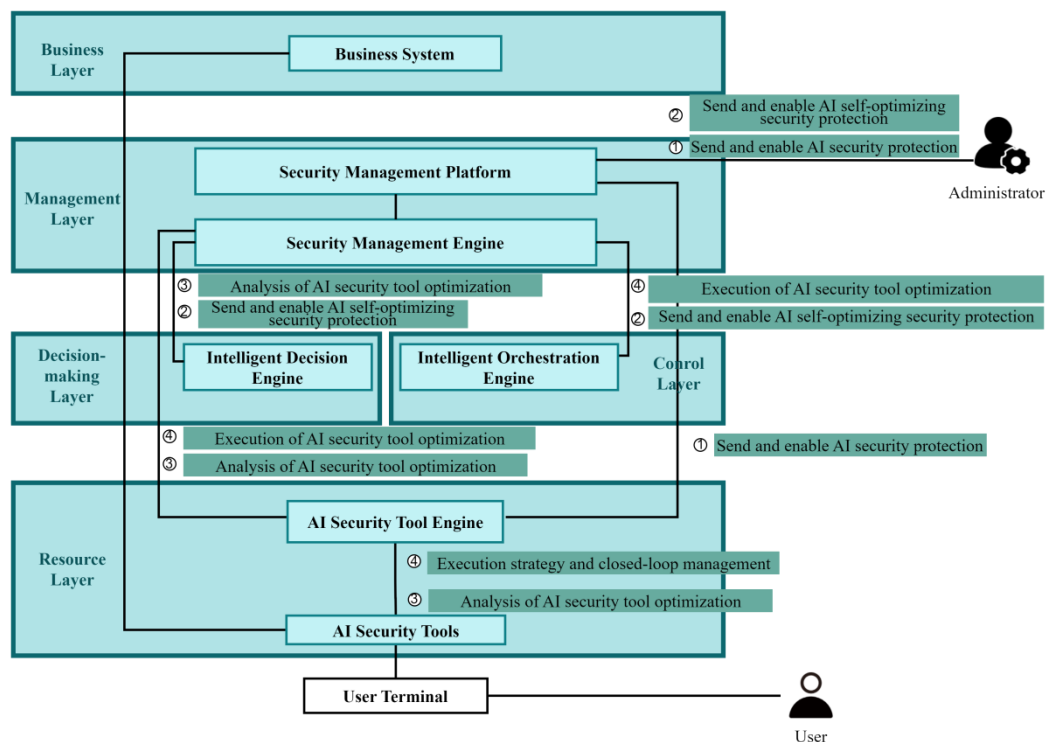 Business
Layer
Business System
② Send and enable AI self-optimizing
security protection
① Send and enable AI security protection
Administrator
Management
Layer
Security Management Platform
Security Management Engine
③ Analysis of AI security tool optimization
② Send and enable AI self-optimizing
security protection
④ Execution of AI security tool optimization
② Send and enable AI self-optimizing security protection
Decision-
making
Layer
Intelligent Decision
Engine
Intelligent Orchestration
Engine
Conrol
Layer
④ Execution of AI security tool optimization
③ Analysis of AI security tool optimization
① Send and enable AI security protection
Resource
Layer
AI Security Tool Engine
④ Execution strategy and closed-loop management
③ Analysis of AI security tool optimization
AI Security Tools
User Terminal
User